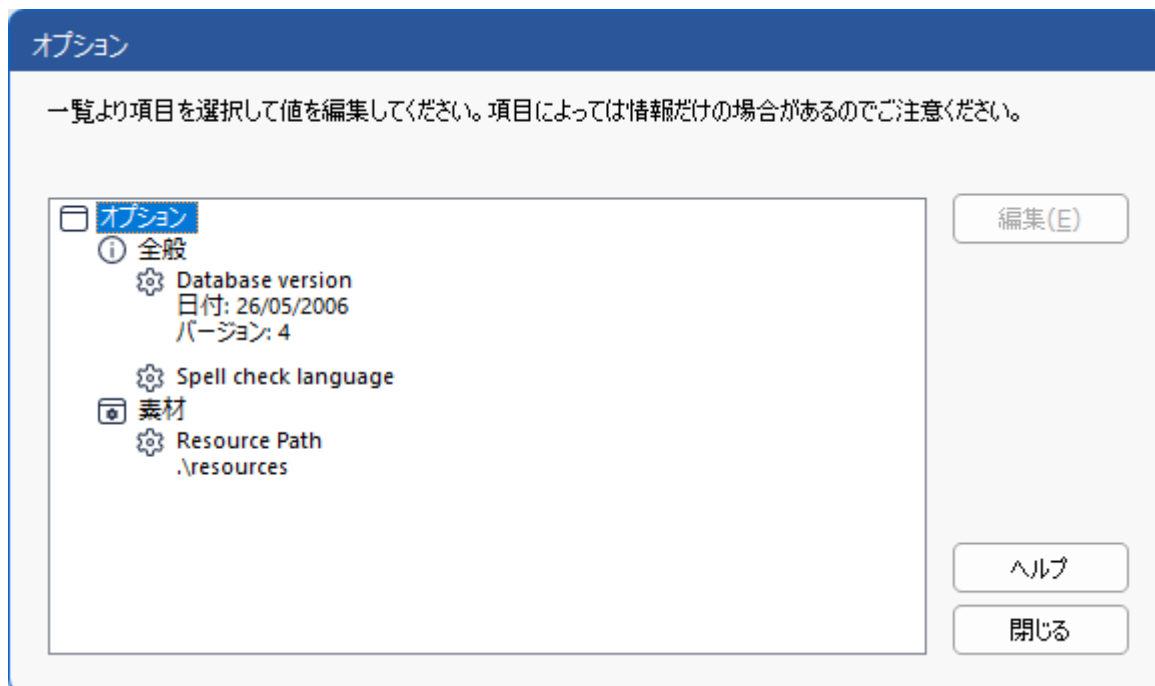 オプション
一覧より項目を選択して値を編集してください。項目によっては情報だけの場合があるのでご注意ください。
オプション
編集(E)
全般
Database version
日付: 26/05/2006
バージョン: 4
Spell check language
素材
Resource Path
.\resources
ヘルプ
閉じる